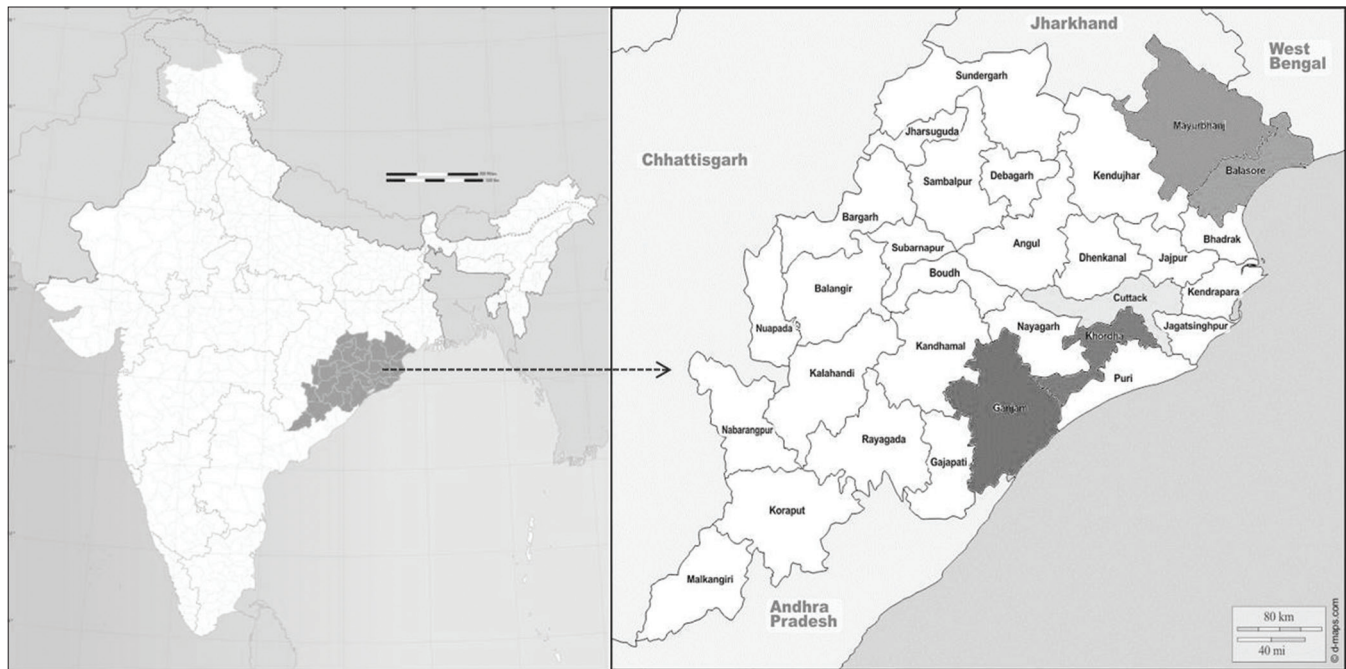 Jharkhand
West
Bengal
Sundergarh
Mayurbhanj
Jharsuguda
Chhattisgarh
Sambalpur
Debagarh
Kendujhar
Balasore
Bargarh
Subarnapur
Angul
Bhadrak
Dhenkanal
Jajpur
Boudh
Balangir
Kendrapara
Cuttack
Nuapada
Nayagarh
Jagatsinghpur
Khordha
Kandhamal
Kalahandi
Puri
Ganjam
Nabarangpur
Rayagada
Gajapati
Koraput
Malkangiri
Andhra
Pradesh
80 km
40 mi
© d-maps.com